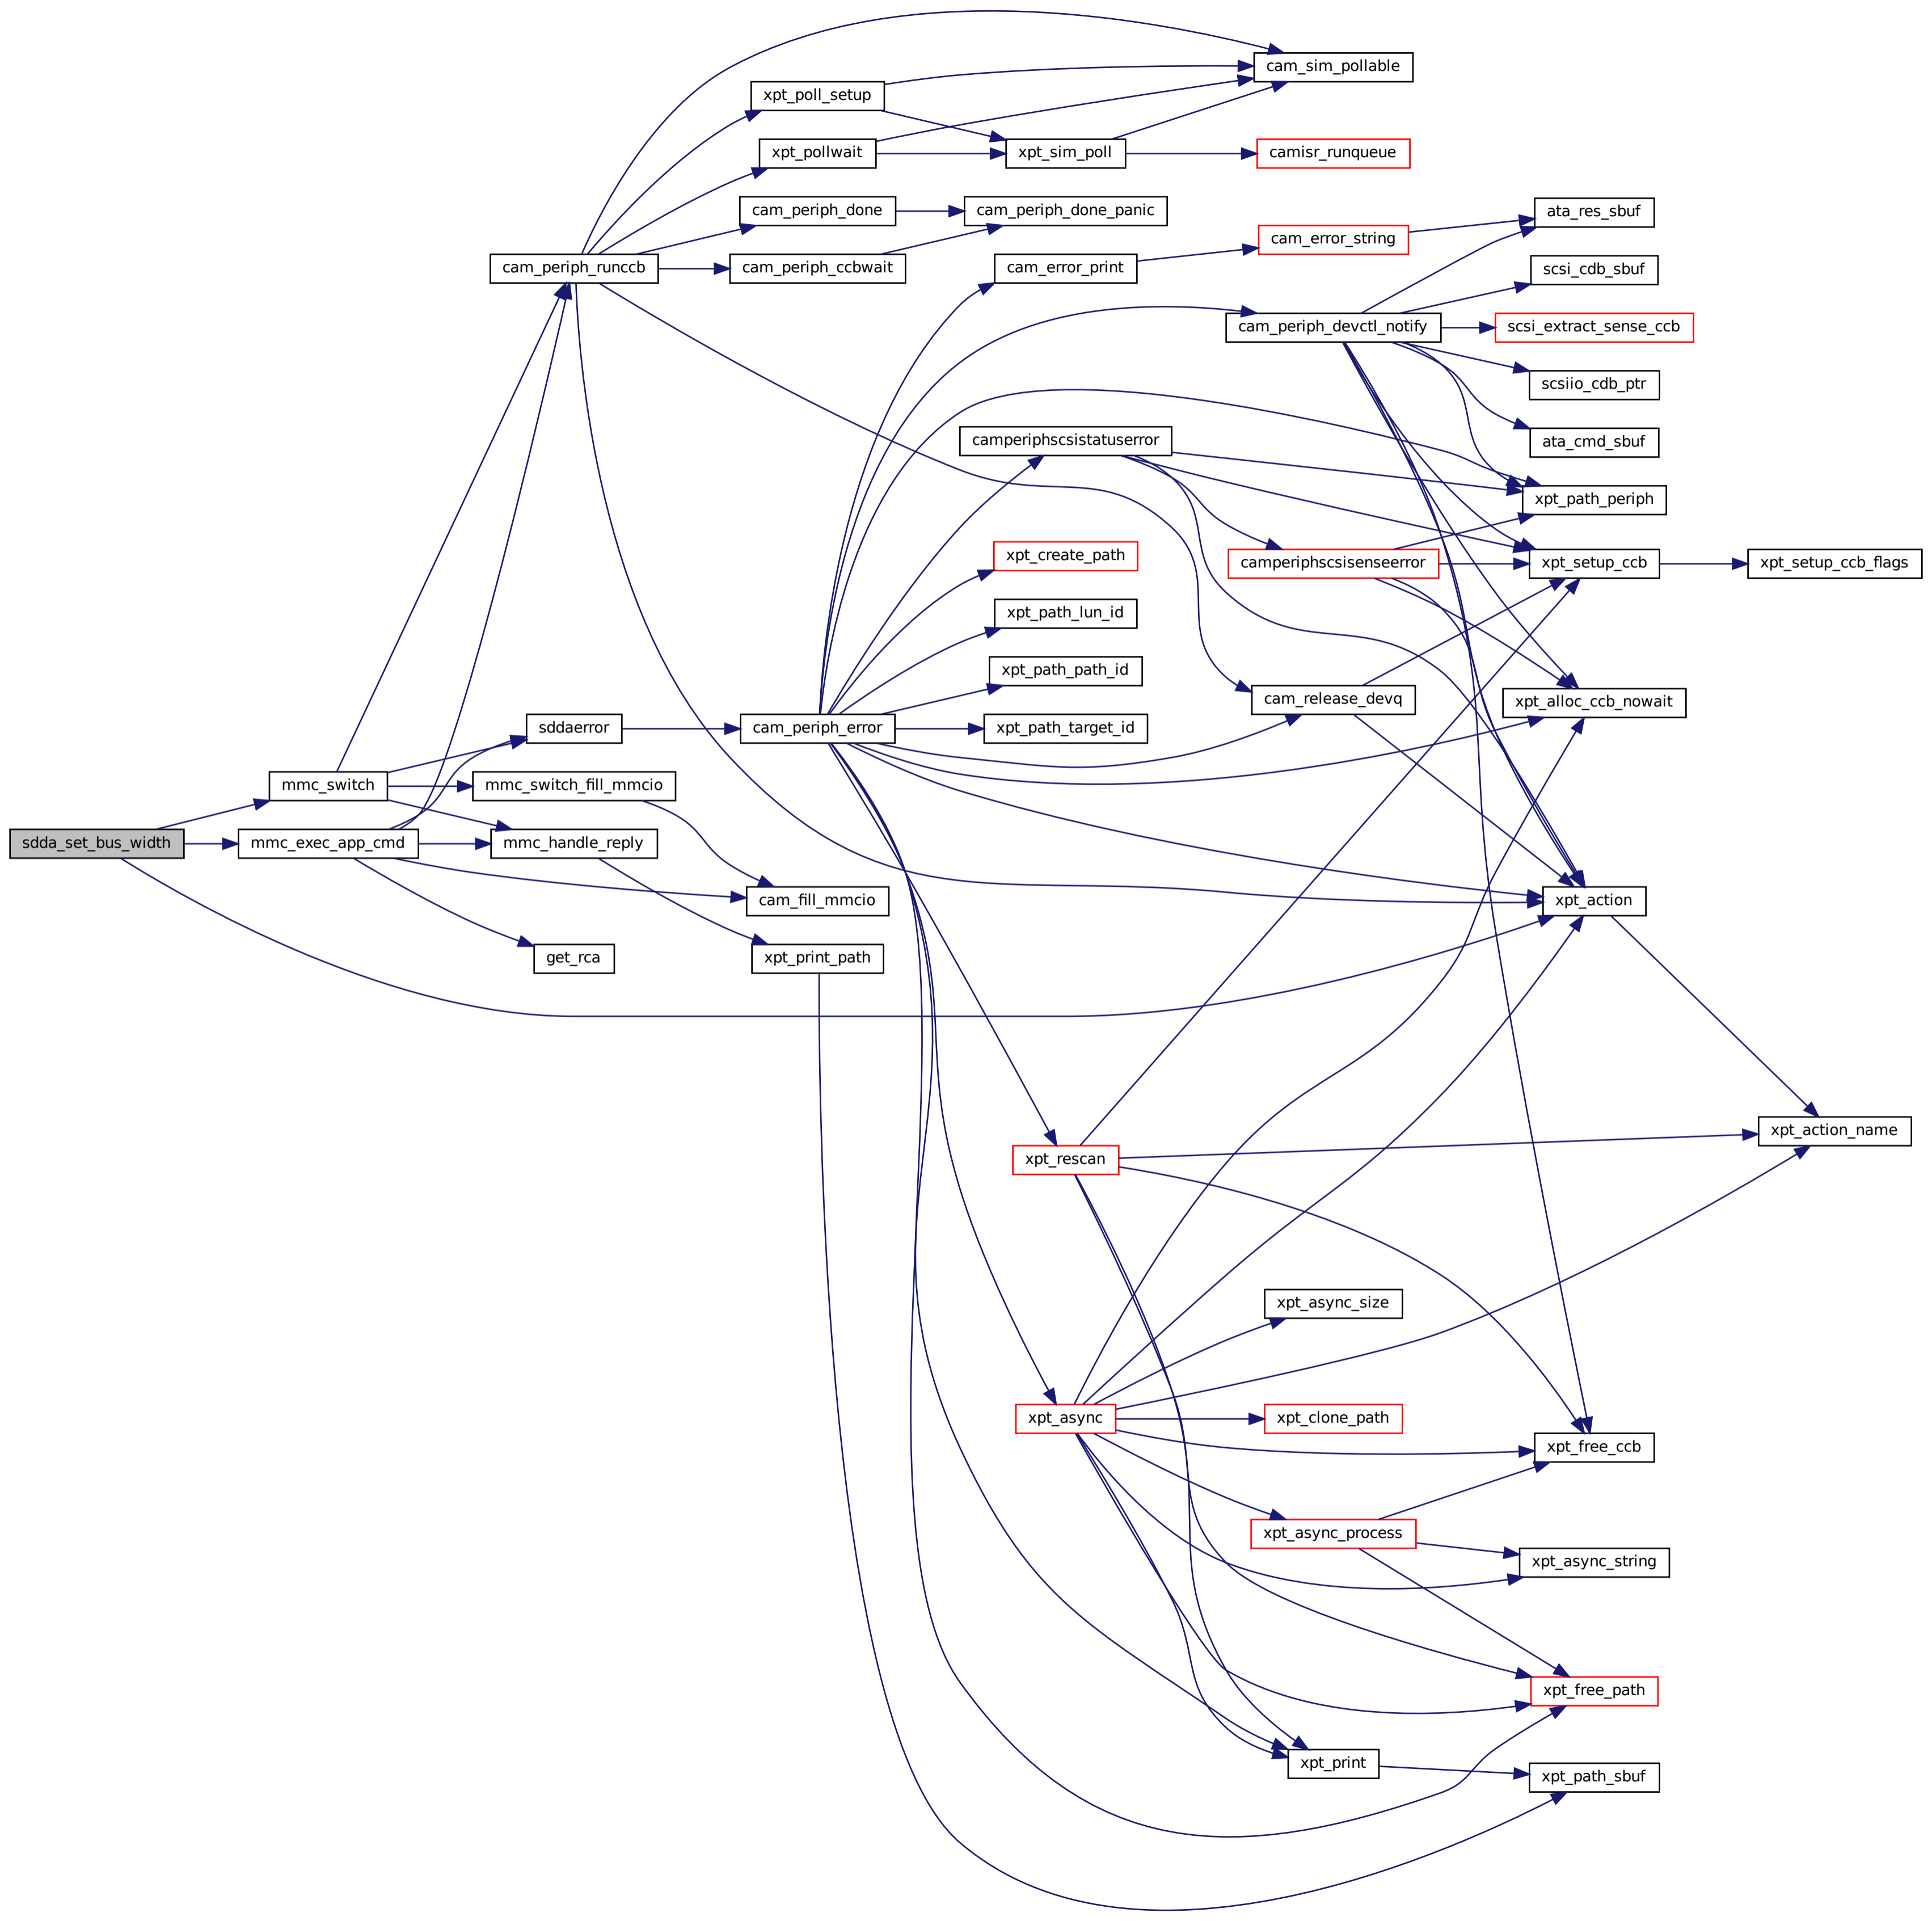 cam_sim_pollable
xpt_poll_setup
xpt_pollwait
xpt_sim_poll
camisr_runqueue
cam_periph_done
cam_periph_done_panic
ata_res_sbuf
cam_error_string
cam_periph_runccb
cam_periph_ccbwait
cam_error_print
scsi_cdb_sbuf
cam_periph_devctl_notify
scsi_extract_sense_ccb
scsiio_cdb_ptr
camperiphscsistatuserror
ata_cmd_sbuf
xpt_path_periph
xpt_create_path
camperiphscsisenseerror
xpt_setup_ccb
xpt_setup_ccb_flags
xpt_path_lun_id
xpt_path_path_id
cam_release_devq
xpt_alloc_ccb_nowait
sddaerror
cam_periph_error
xpt_path_target_id
mmc_switch
mmc_switch_fill_mmcio
sdda_set_bus_width
mmc_exec_app_cmd
mmc_handle_reply
cam_fill_mmcio
xpt_action
get_rca
xpt_print_path
xpt_action_name
xpt_rescan
xpt_async_size
xpt_async
xpt_clone_path
xpt_free_ccb
xpt_async_process
xpt_async_string
xpt_free_path
xpt_print
xpt_path_sbuf